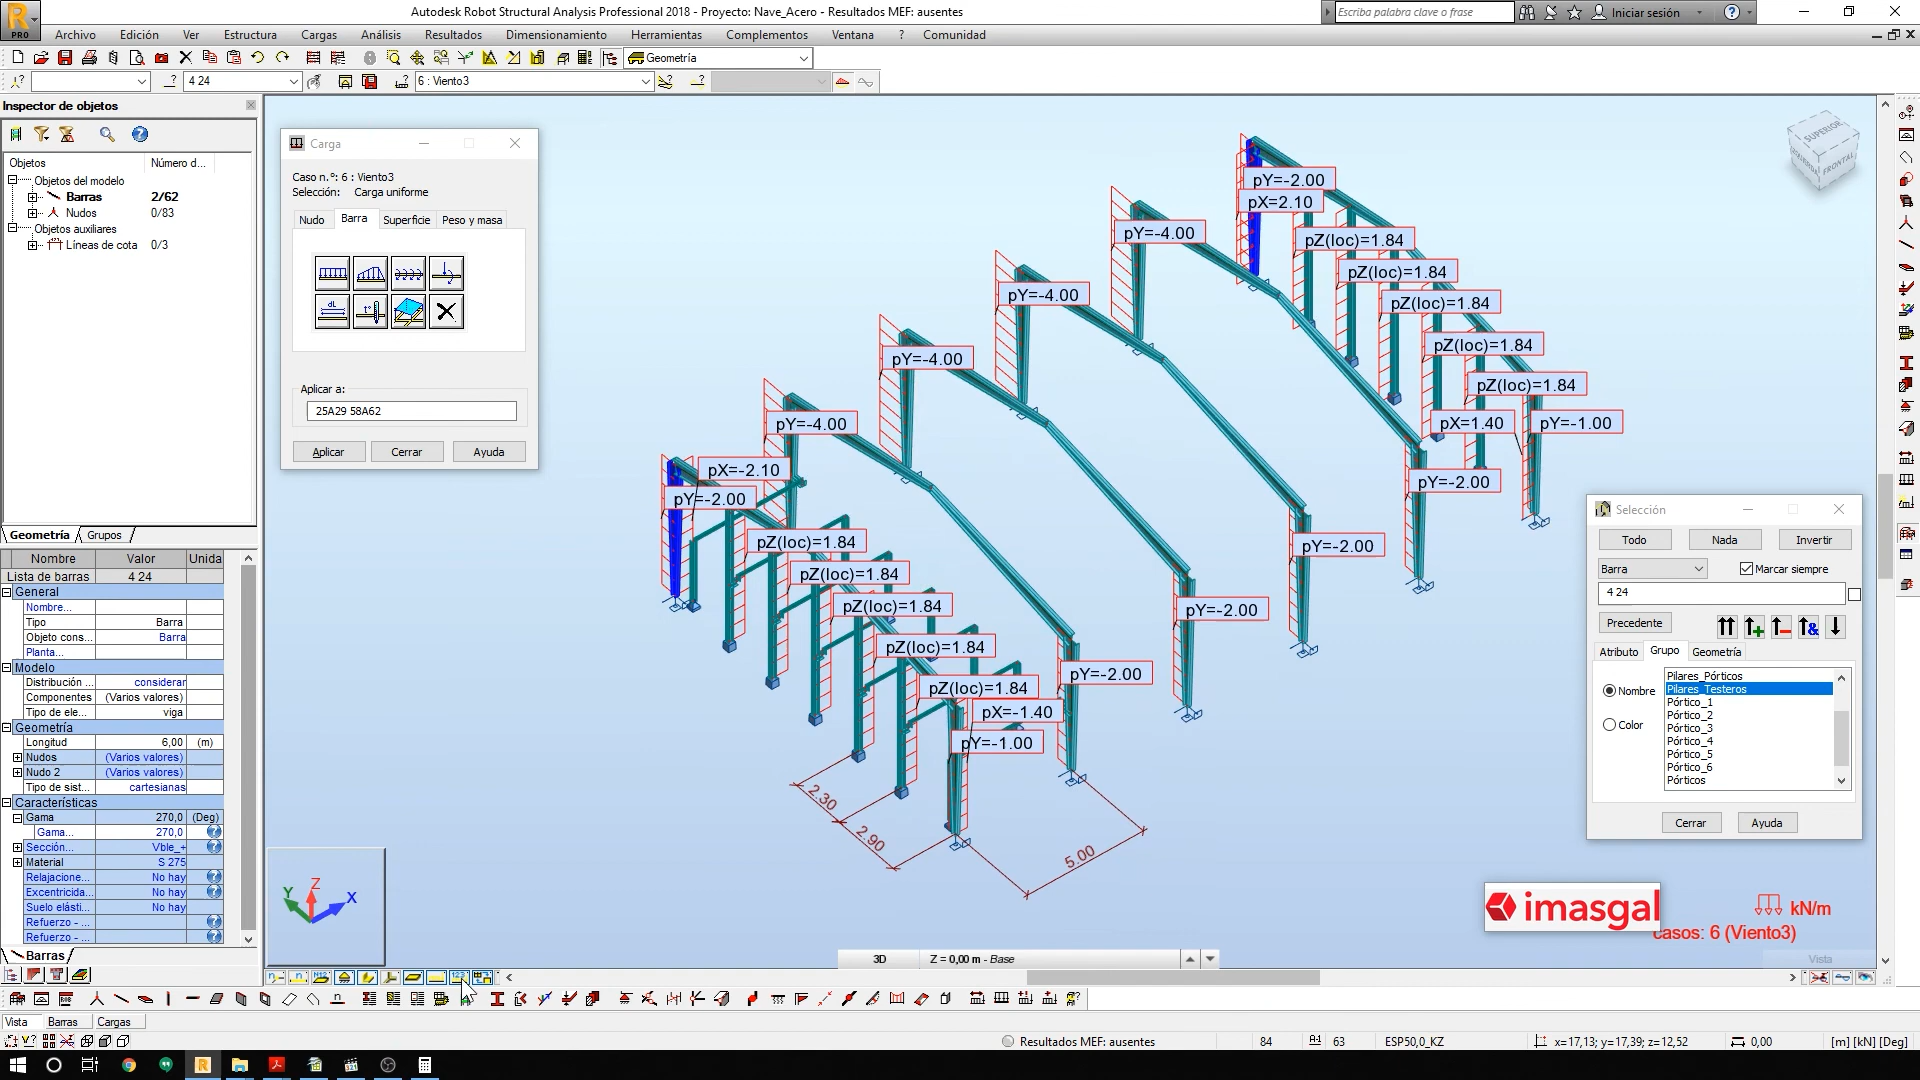 Autodesk Robot Structural Analysis Professional 2018 - Proyecto: Nave_Acero - Resultados MEF: ausentes
Escriba palabra clave o frase
Iniciar sesión
PRO
Archivo Edición Ver Estructura Cargas Análisis Resultados Dimensionamiento Herramientas Complementos Ventana ? Comunidad
Geometría
4 24
6 : Viento3
Inspector de objetos
Objetos Número d...
Objetos del modelo
Barras 2/62
Nudos 0/83
Objetos auxiliares
Líneas de cota 0/3
Geometría Grupos
Nombre Valor Unida
Lista de barras 4 24
General
Nombre...
Tipo Barra
Objeto cons... Barra
Planta...
Modelo
Distribución ... considerar
Componentes (Varios valores)
Tipo de ele... viga
Geometría
Longitud 6,00 (m)
Nudos (Varios valores)
Nudo 2 (Varios valores)
Tipo de sist... cartesianas
Características
Gama 270,0 (Deg)
Gama... 270,0
Sección... Vble_+
Material S 275
Relajacione... No hay
Excentricida... No hay
Suelo elásti... No hay
Refuerzo - ...
Refuerzo - ...
Barras
Carga
Caso n.º: 6 : Viento3
Selección: Carga uniforme
Nudo Barra Superficie Peso y masa
Aplicar a:
25A29 58A62
Aplicar Cerrar Ayuda
pY=-2.00
pX=2.10
pY=-4.00
pZ(loc)=1.84
pZ(loc)=1.84
pY=-4.00
pZ(loc)=1.84
pZ(loc)=1.84
pY=-4.00
pZ(loc)=1.84
pY=-4.00
pX=1.40
pY=-1.00
pX=-2.10
pY=-2.00
pY=-2.00
pZ(loc)=1.84
pY=-2.00
pZ(loc)=1.84
pZ(loc)=1.84
pY=-2.00
pZ(loc)=1.84
pY=-2.00
pZ(loc)=1.84
pX=-1.40
pY=-1.00
2.30
2.90
5.00
SUPERIOR
FRONTAL
Selección
Todo Nada Invertir
Barra Marcar siempre
4 24
Precedente
Atributo Grupo Geometría
Nombre
Color
Pilares_Pórticos
Pilares_Testeros
Pórtico_1
Pórtico_2
Pórtico_3
Pórtico_4
Pórtico_5
Pórtico_6
Pórticos
Cerrar Ayuda
imasgal
kN/m
casos: 6 (Viento3)
Vista
Y Z X
3D Z = 0,00 m - Base
Vista Barras Cargas
Resultados MEF: ausentes 84 63 ESP50,0_KZ x=17,13; y=17,39; z=12,52 0,00 [m] [kN] [Deg]